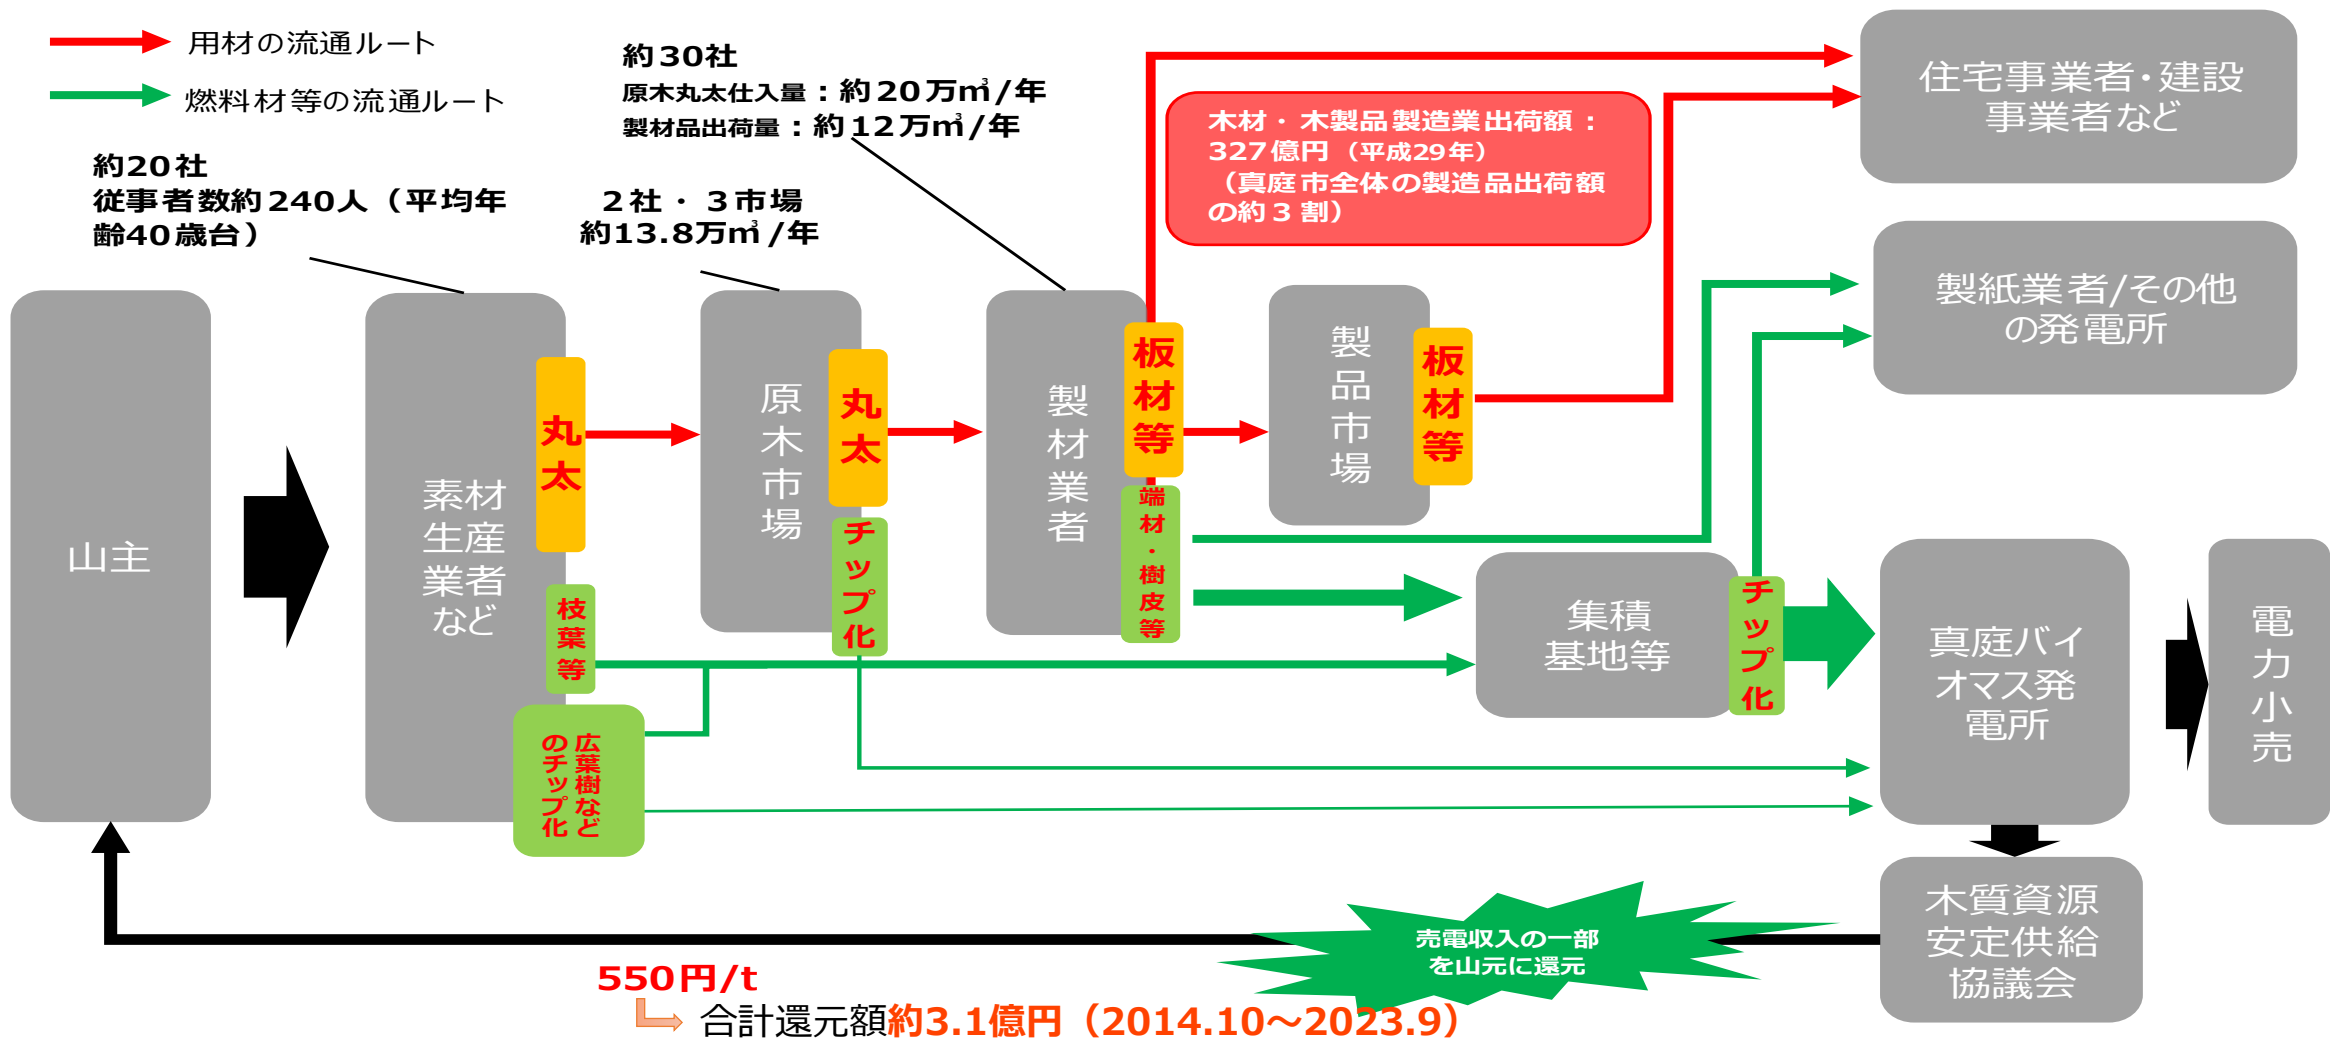 用材の流通ルート
燃料材等の流通ルート
約20社
従事者数約240人（平均年
齢40歳台）
２社・３市場
約13.8万㎥/年
約30社
原木丸太仕入量：約20万㎥/年
製材品出荷量：約12万㎥/年
木材・木製品製造業出荷額：
327億円（平成29年）
（真庭市全体の製造品出荷額
の約３割）
住宅事業者・建設
事業者など
製紙業者/その他
の発電所
山主
素材
生産
業者
など
丸太
枝葉等
広葉樹など
のチップ化
原木市場
丸太
チップ化
製材業者
板材等
端材・樹皮等
製品市場
板材等
集積
基地等
チップ化
真庭バイ
オマス発
電所
電力小売
木質資源
安定供給
協議会
売電収入の一部
を山元に還元
550円/t
合計還元額約3.1億円（2014.10～2023.9）